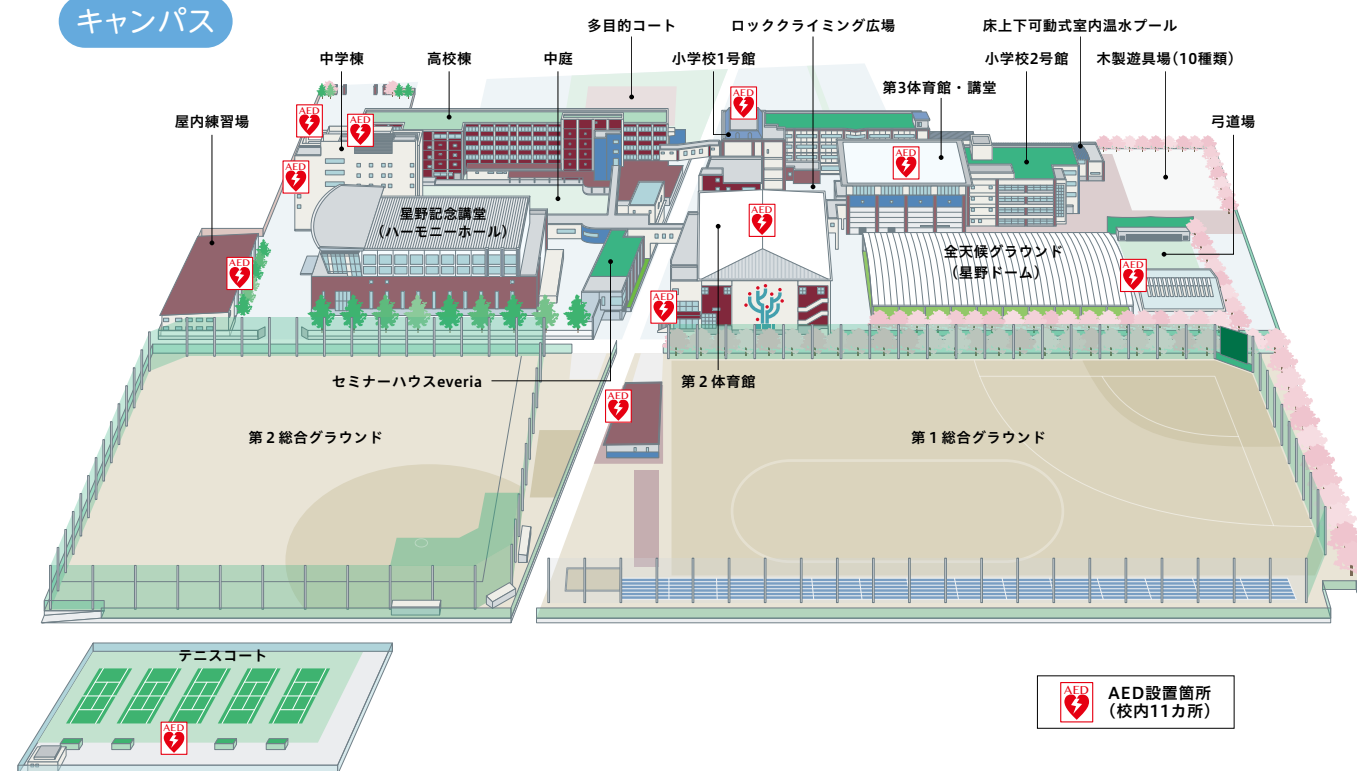 キャンパス
多目的コート
ロッククライミング広場
床上下可動式室内温水プール
中学棟
高校棟
中庭
小学校1号館
小学校2号館
木製遊具場(10種類)
第3体育館・講堂
屋内練習場
弓道場
AED
AED
AED
AED
AED
星野記念講堂
(ハーモニーホール)
AED
AED
全天候グラウンド
(星野ドーム)
AED
AED
セミナーハウスeveria
第2体育館
AED
第2総合グラウンド
第1総合グラウンド
テニスコート
AED
AED
AED設置箇所
(校内11カ所)